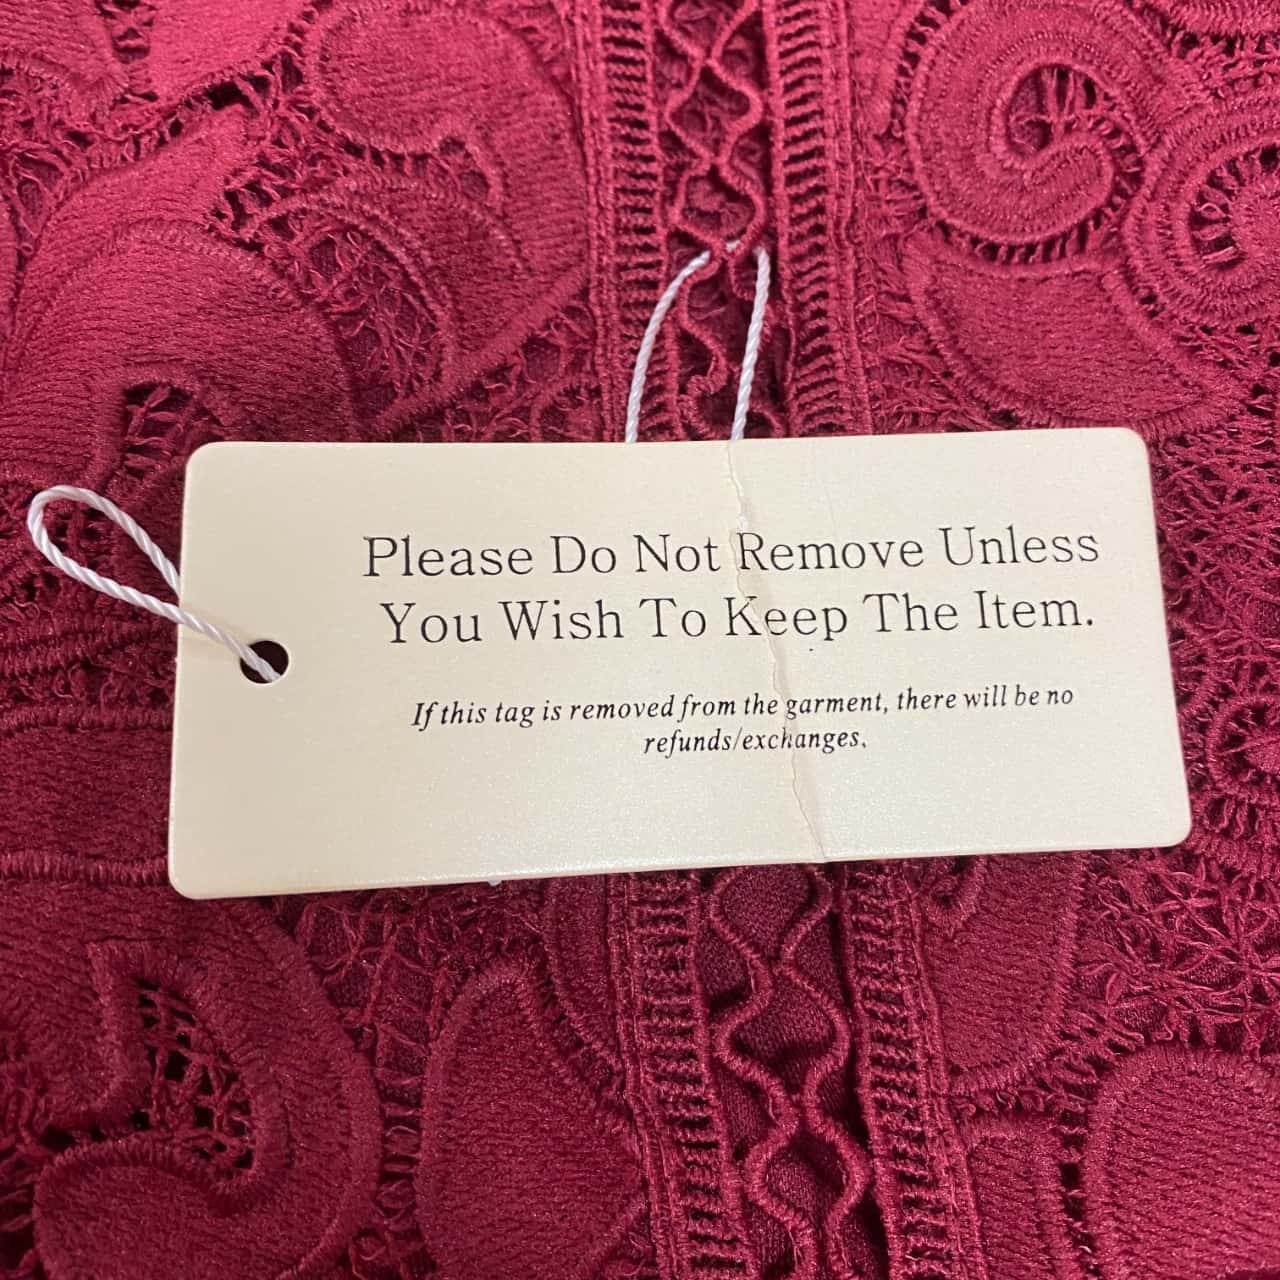 Please Do Not Remove Unless
You Wish To Keep The Item.
If this tag is removed from the garment, there will be no
refunds/exchanges.